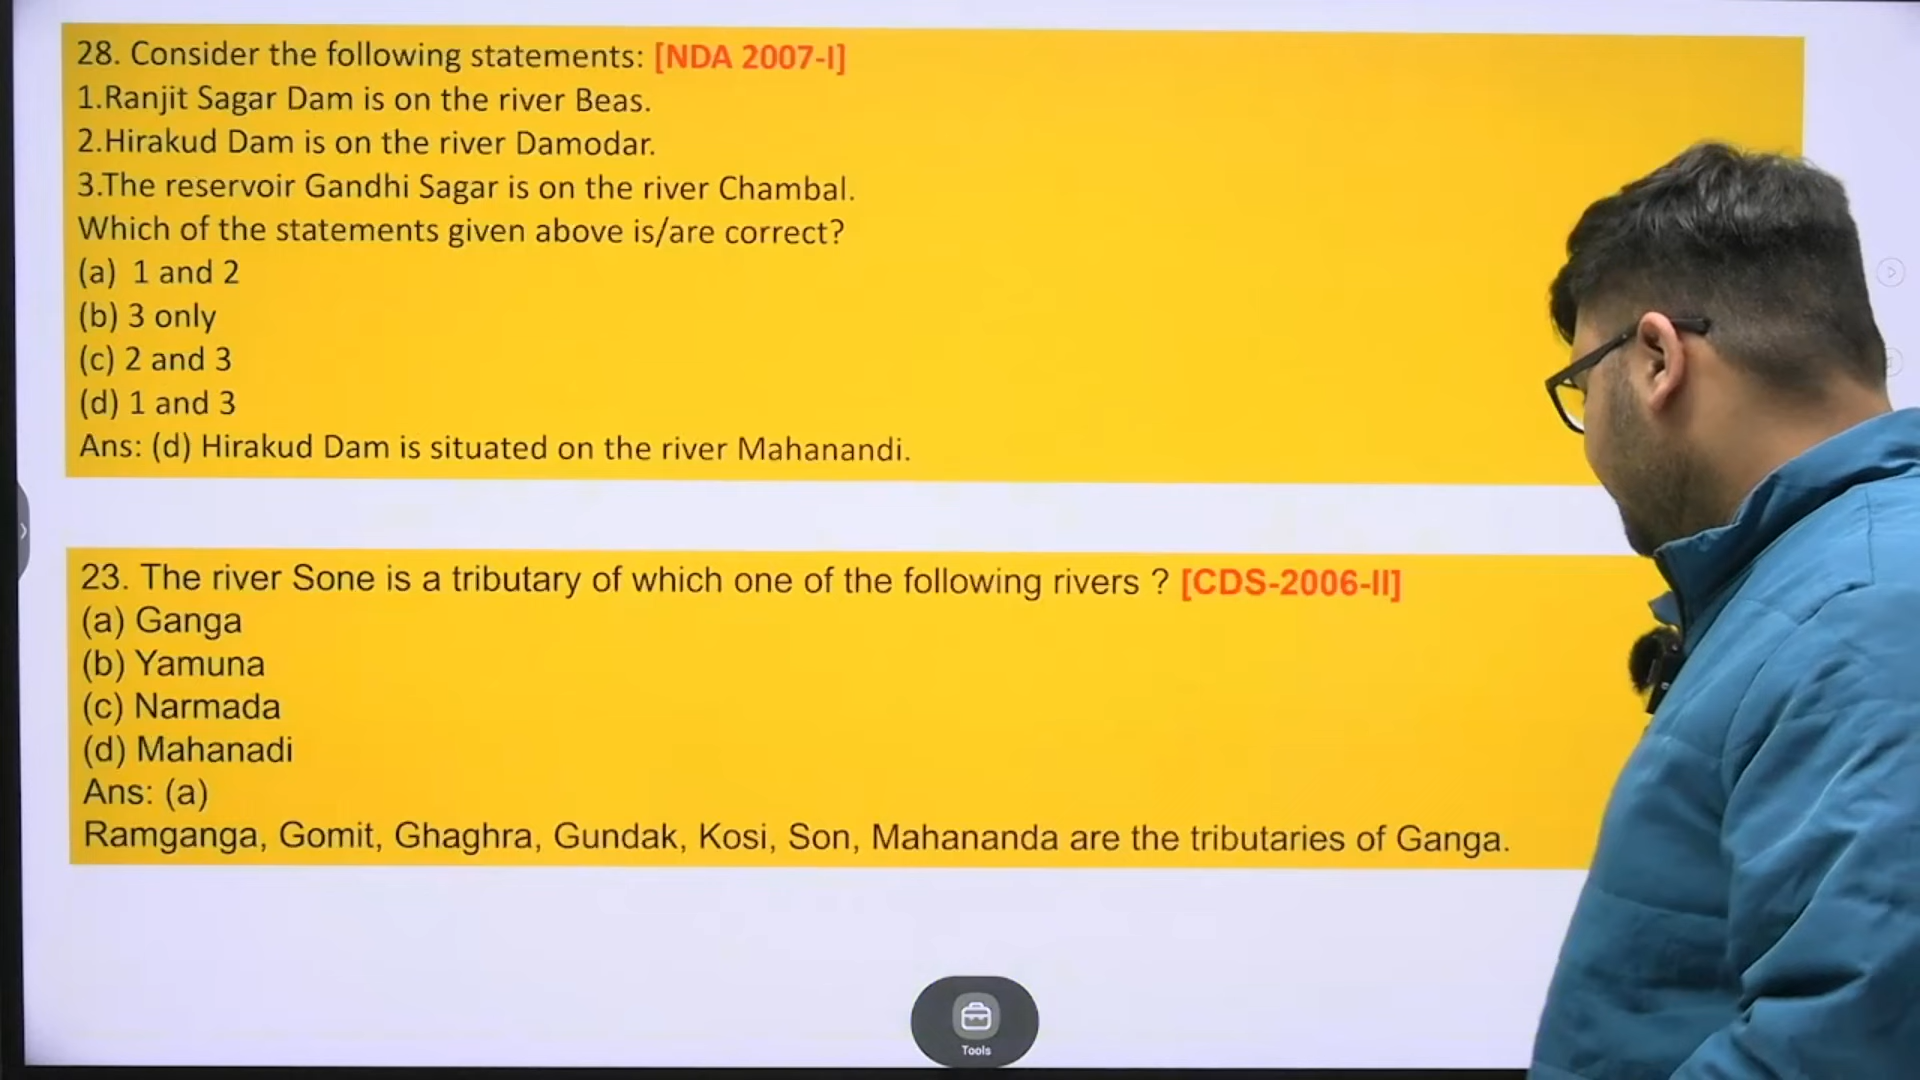 28. Consider the following statements: [NDA 2007-I]
1.Ranjit Sagar Dam is on the river Beas.
2.Hirakud Dam is on the river Damodar.
3.The reservoir Gandhi Sagar is on the river Chambal.
Which of the statements given above is/are correct?
(a) 1 and 2
(b) 3 only
(c) 2 and 3
(d) 1 and 3
Ans: (d) Hirakud Dam is situated on the river Mahanandi.
23. The river Sone is a tributary of which one of the following rivers ? [CDS-2006-II]
(a) Ganga
(b) Yamuna
(c) Narmada
(d) Mahanadi
Ans: (a)
Ramganga, Gomit, Ghaghra, Gundak, Kosi, Son, Mahananda are the tributaries of Ganga.
Tools